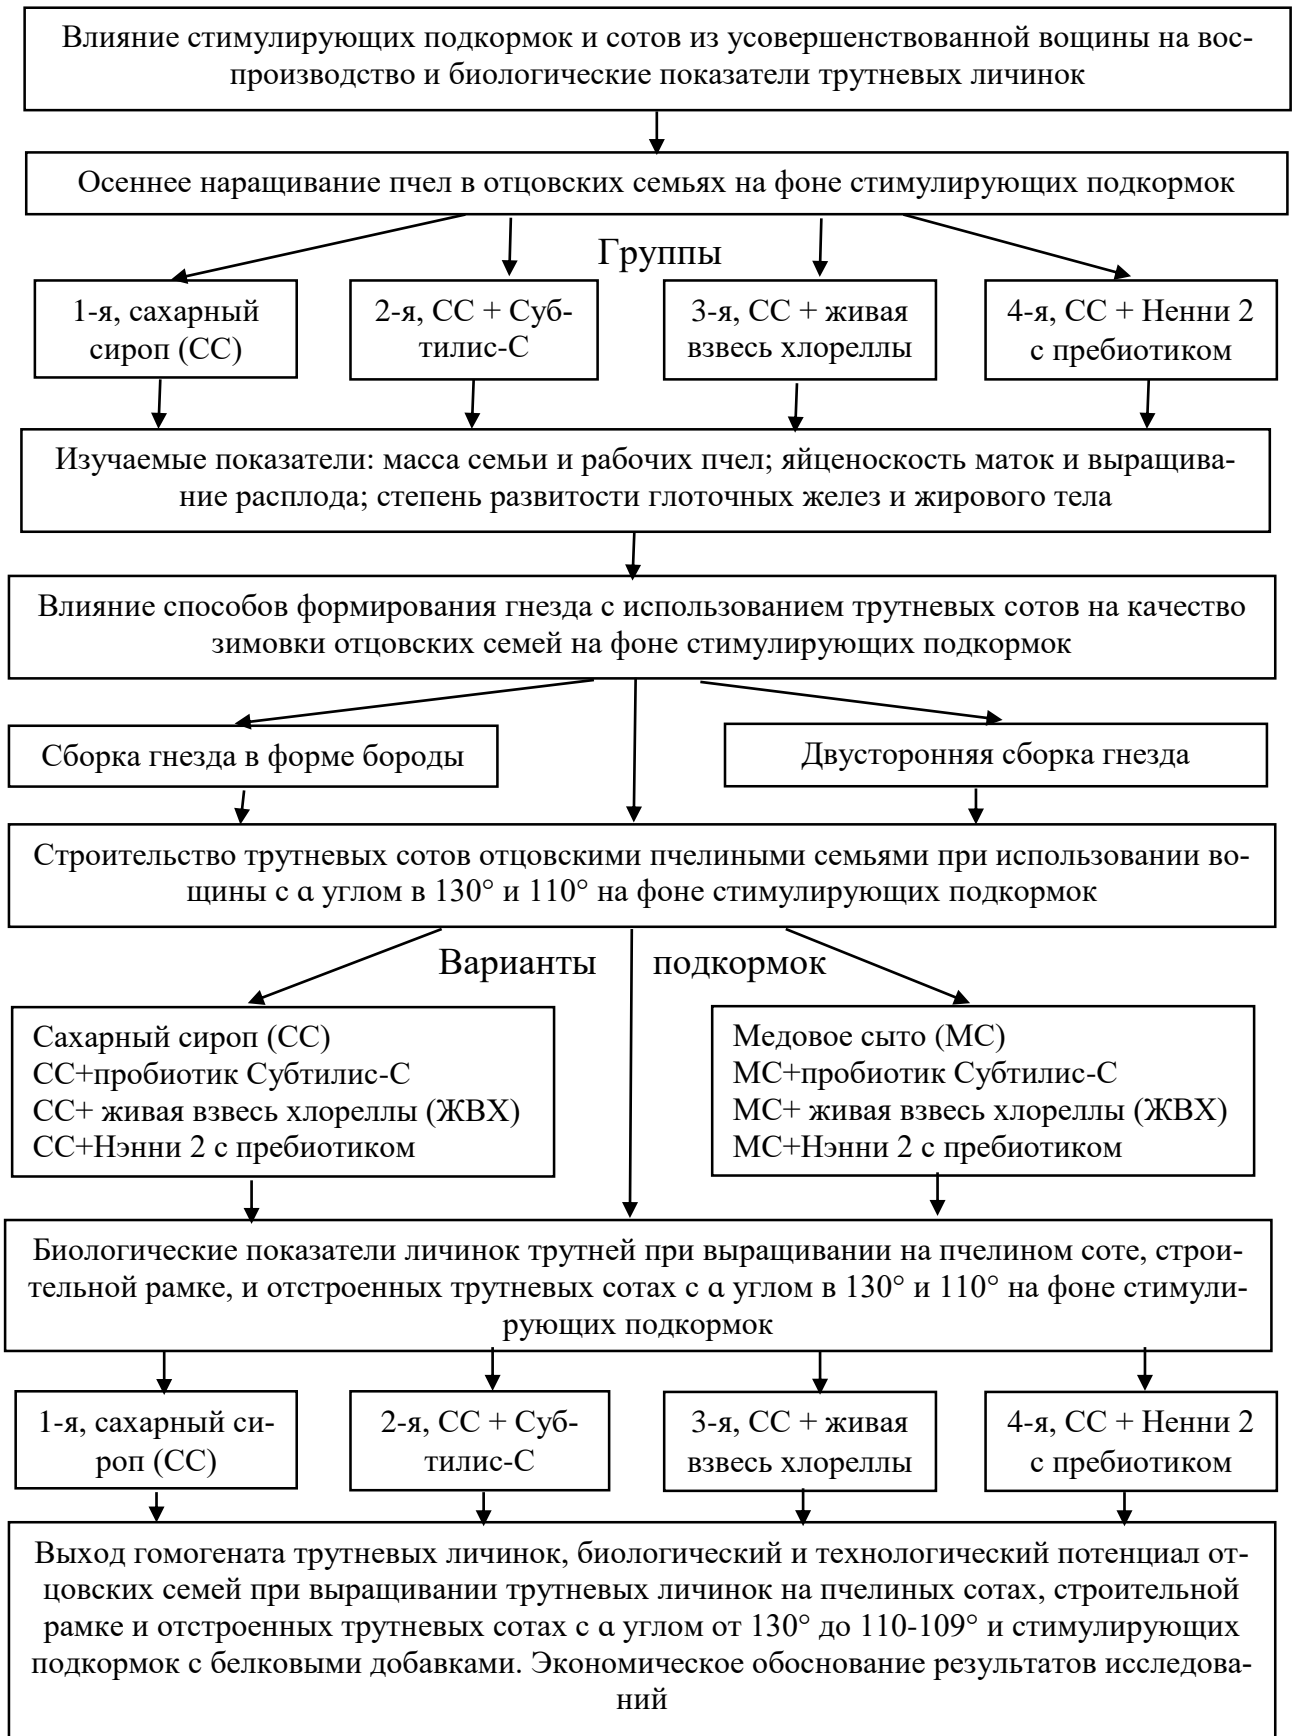 Влияние стимулирующих подкормок и сотов из усовершенствованной вощины на вос-
производство и биологические показатели трутневых личинок
Осеннее наращивание пчел в отцовских семьях на фоне стимулирующих подкормок
Группы
1-я, сахарный
сироп (СС)
2-я, СС + Суб-
тилис-С
3-я, СС + живая
взвесь хлореллы
4-я, СС + Ненни 2
с пребиотиком
Изучаемые показатели: масса семьи и рабочих пчел; яйценоскость маток и выращива-
ние расплода; степень развитости глоточных желез и жирового тела
Влияние способов формирования гнезда с использованием трутневых сотов на качество
зимовки отцовских семей на фоне стимулирующих подкормок
Сборка гнезда в форме бороды
Двусторонняя сборка гнезда
Строительство трутневых сотов отцовскими пчелиными семьями при использовании во-
щины с α углом в 130° и 110° на фоне стимулирующих подкормок
Варианты подкормок
Сахарный сироп (СС)
СС+пробиотик Субтилис-С
СС+ живая взвесь хлореллы (ЖВХ)
СС+Нэнни 2 с пребиотиком
Медовое сыто (МС)
МС+пробиотик Субтилис-С
МС+ живая взвесь хлореллы (ЖВХ)
МС+Нэнни 2 с пребиотиком
Биологические показатели личинок трутней при выращивании на пчелином соте, строи-
тельной рамке, и отстроенных трутневых сотах с α углом в 130° и 110° на фоне стимули-
рующих подкормок
1-я, сахарный си-
роп (СС)
2-я, СС + Суб-
тилис-С
3-я, СС + живая
взвесь хлореллы
4-я, СС + Ненни 2
с пребиотиком
Выход гомогената трутневых личинок, биологический и технологический потенциал от-
цовских семей при выращивании трутневых личинок на пчелиных сотах, строительной
рамке и отстроенных трутневых сотах с α углом от 130° до 110-109° и стимулирующих
подкормок с белковыми добавками. Экономическое обоснование результатов исследова-
ний